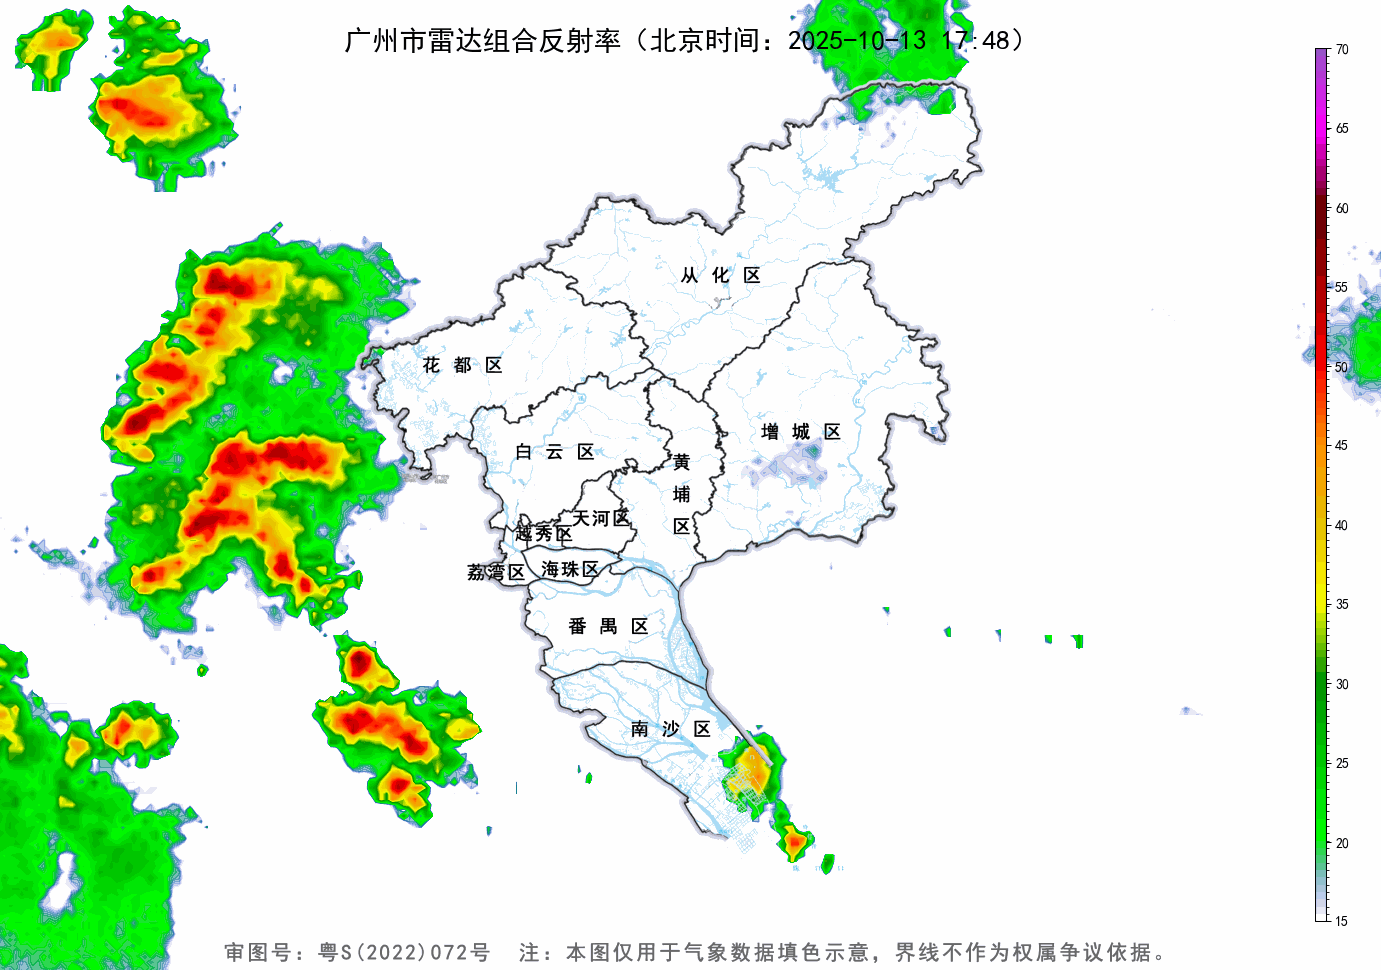 广州市雷达组合反射率（北京时间：2025-10-13 17:48）
70
65
60
55
50
45
40
35
30
25
20
15
从化区
花都区
增城区
白云区
黄埔区
天河区
越秀区
荔湾区
海珠区
番禺区
南沙区
审图号：粤S(2022)072号 注：本图仅用于气象数据填色示意，界线不作为权属争议依据。